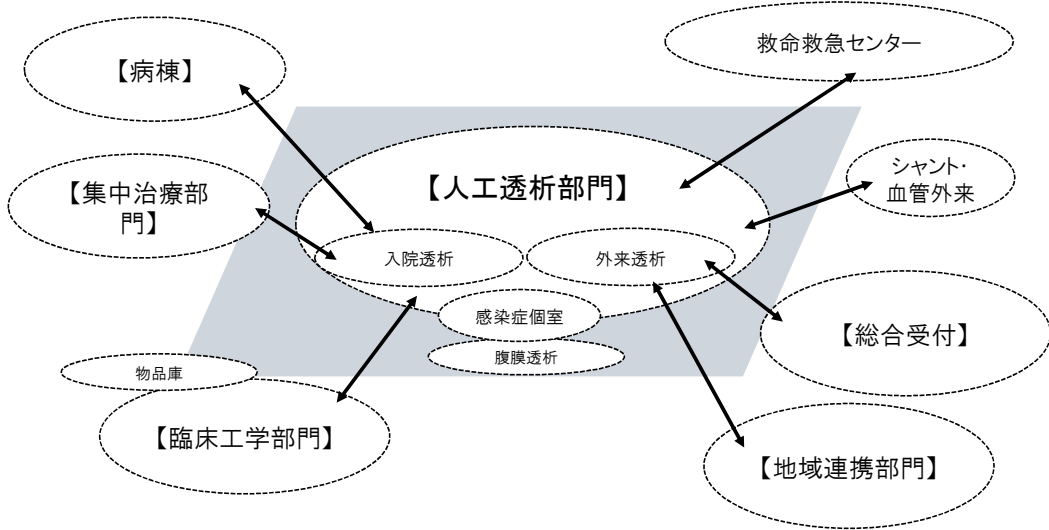 救命救急センター
【病棟】
シャント・
血管外来
【人工透析部門】
【集中治療部
門】
入院透析
外来透析
感染症個室
【総合受付】
腹膜透析
物品庫
【臨床工学部門】
【地域連携部門】